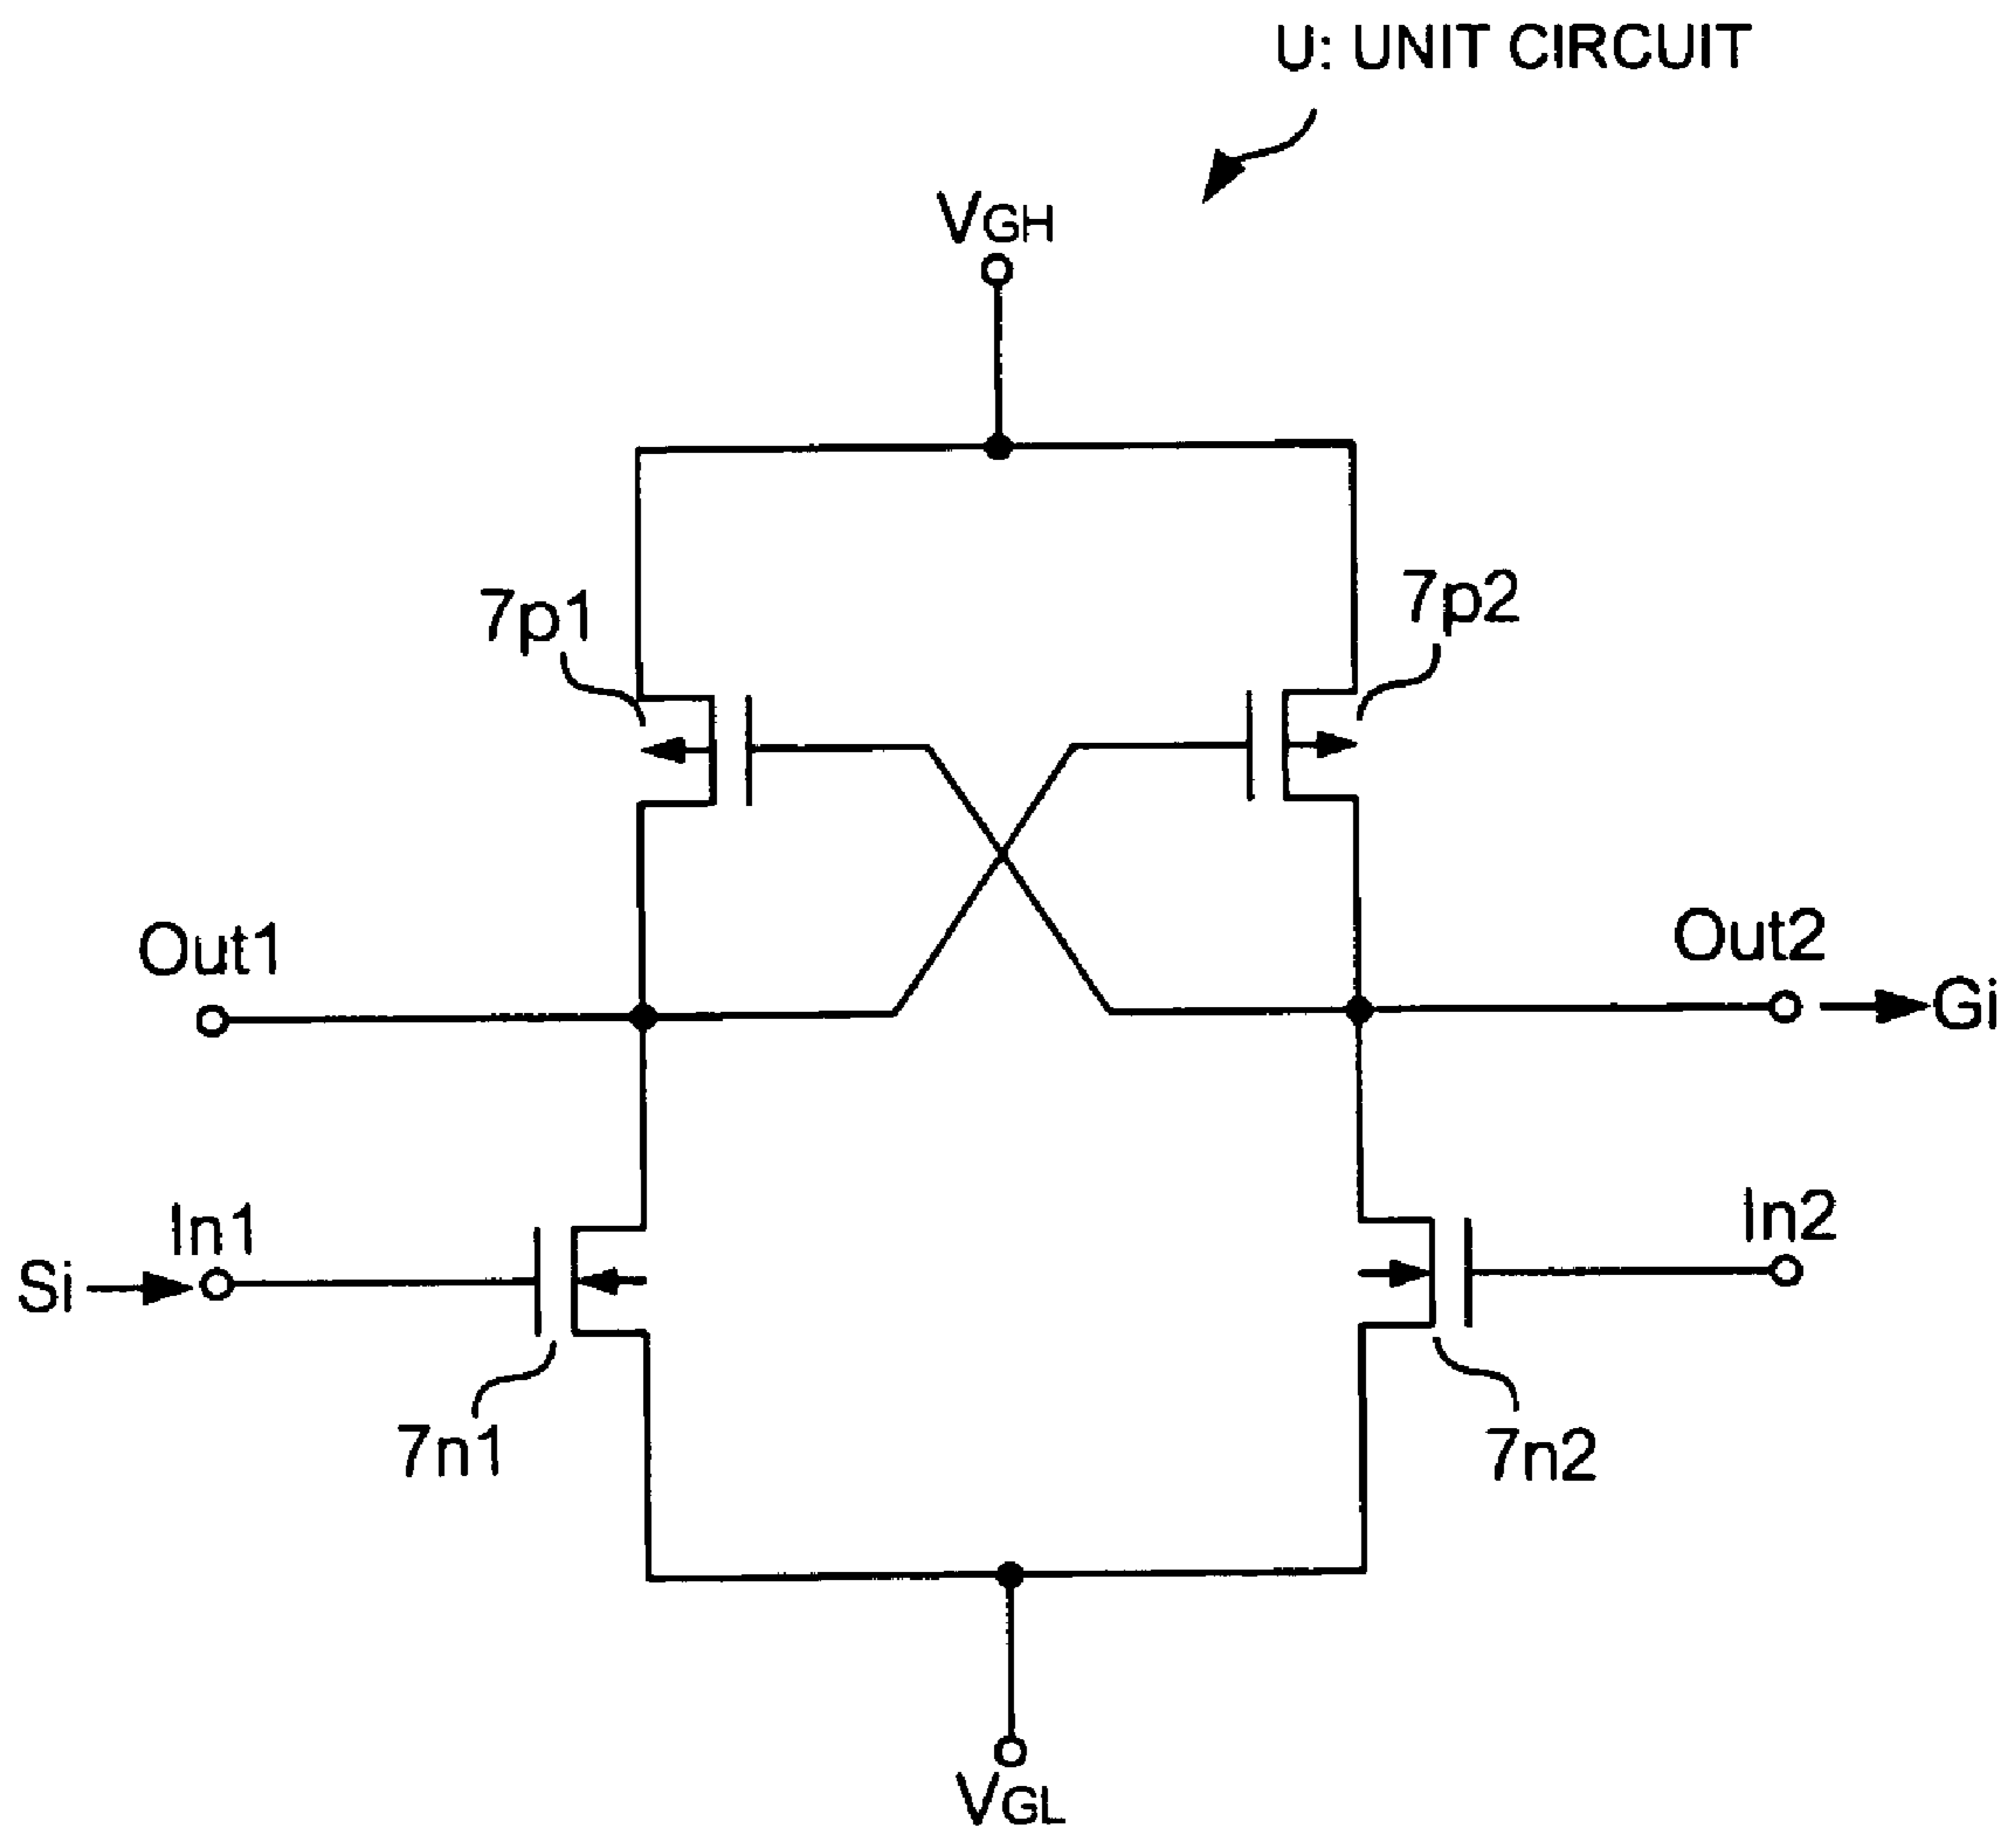 U: UNIT CIRCUIT
VGH
7p1
7p2
Out1
Out2
Gi
In1
In2
Si
7n1
7n2
VGL